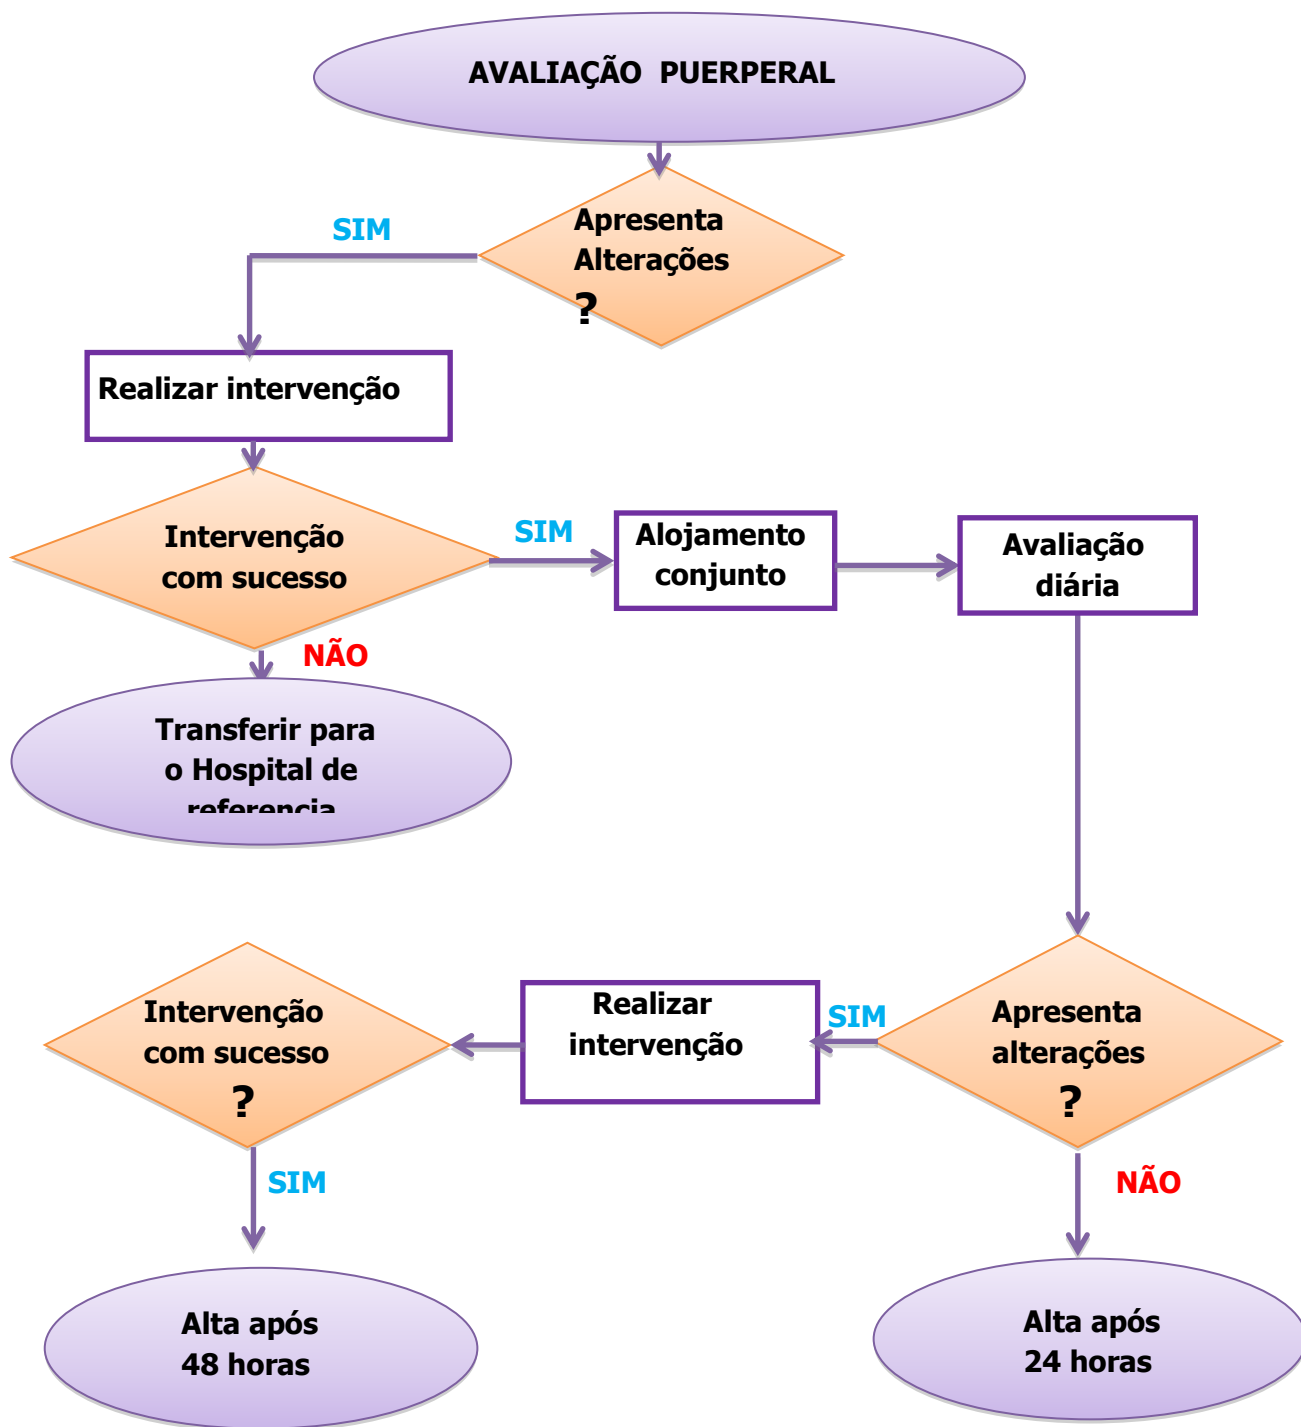 AVALIAÇÃO PUERPERAL
Apresenta
Alterações
?
SIM
Realizar intervenção
Intervenção
com sucesso
SIM
Alojamento
conjunto
Avaliação
diária
NÃO
Transferir para
o Hospital de
referencia
Apresenta
alterações
?
SIM
Realizar
intervenção
Intervenção
com sucesso
?
SIM
NÃO
Alta após
48 horas
Alta após
24 horas